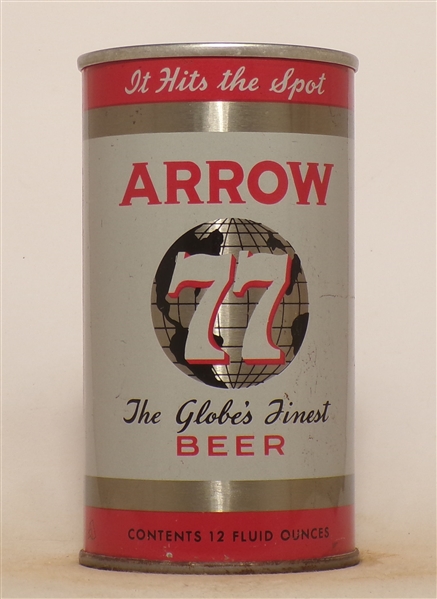 It Hits the Spot
ARROW
77
The Globe's Finest
BEER
CONTENTS 12 FLUID OUNCES